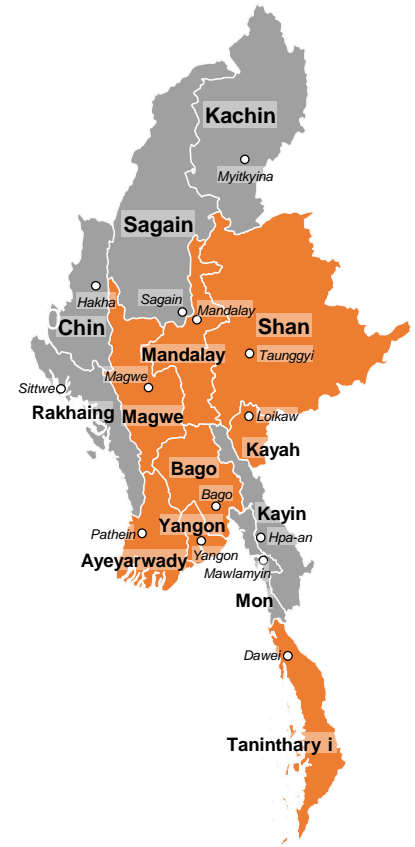 Kachin
Myitkyina
Sagain
Hakha
Sagain
Mandalay
Chin
Shan
Mandalay
Taunggyi
Magwe
Sittwe
Rakhaing
Magwe
Loikaw
Kayah
Bago
Bago
Kayin
Pathein
Yangon
Hpa-an
Ayeyarwady
Yangon
Mawlamyin
Mon
Dawei
Taninthary i